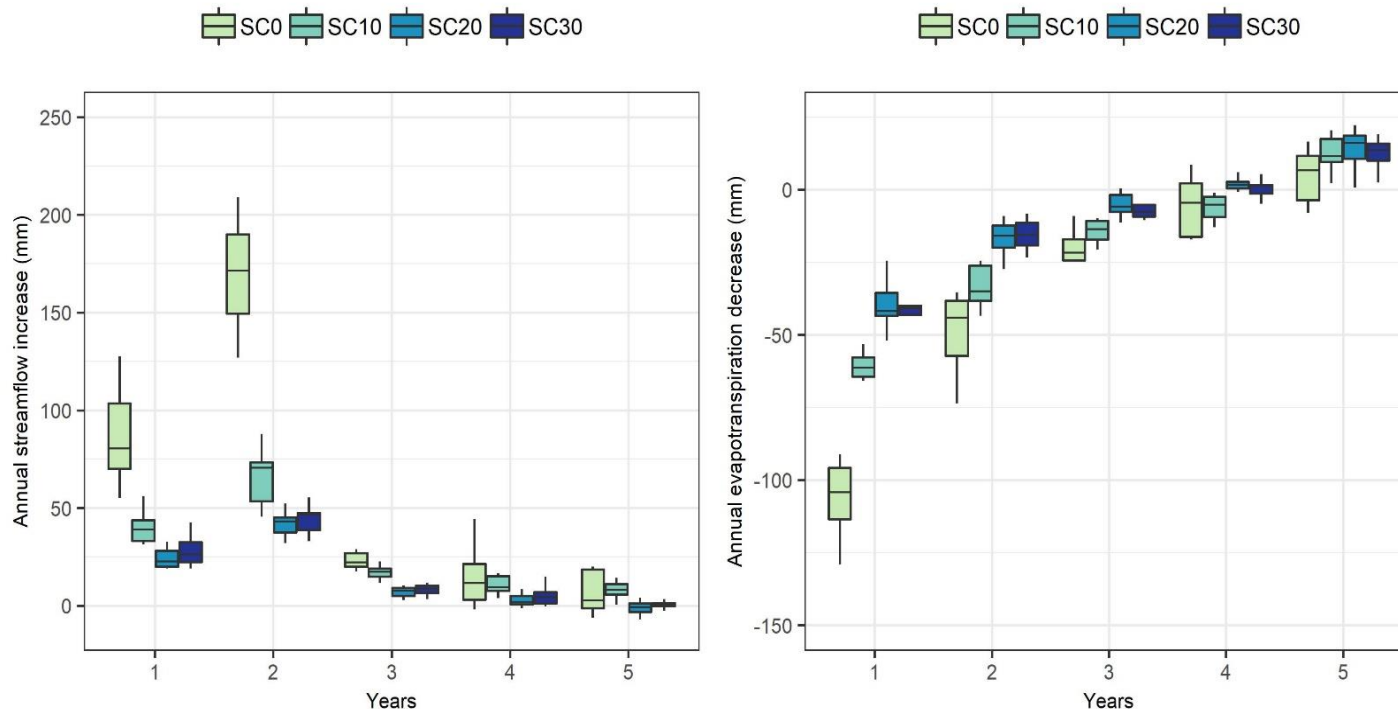 SC0 SC10 SC20 SC30
Annual streamflow increase (mm)
250
200
150
100
50
0
1 2 3 4 5
Years
SC0 SC10 SC20 SC30
Annual evapotranspiration decrease (mm)
0
-50
-100
-150
1 2 3 4 5
Years